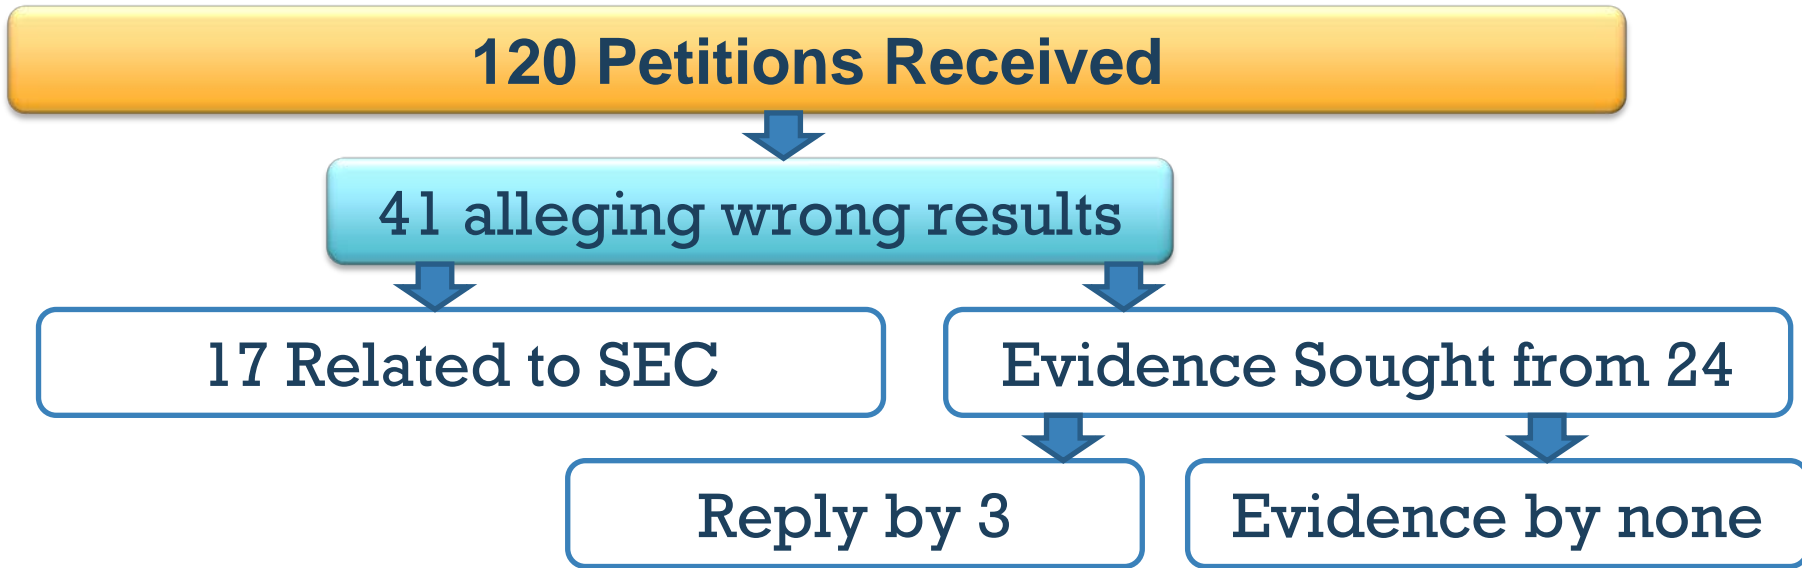 120 Petitions Received
41 alleging wrong results
17 Related to SEC
Evidence Sought from 24
Reply by 3
Evidence by none